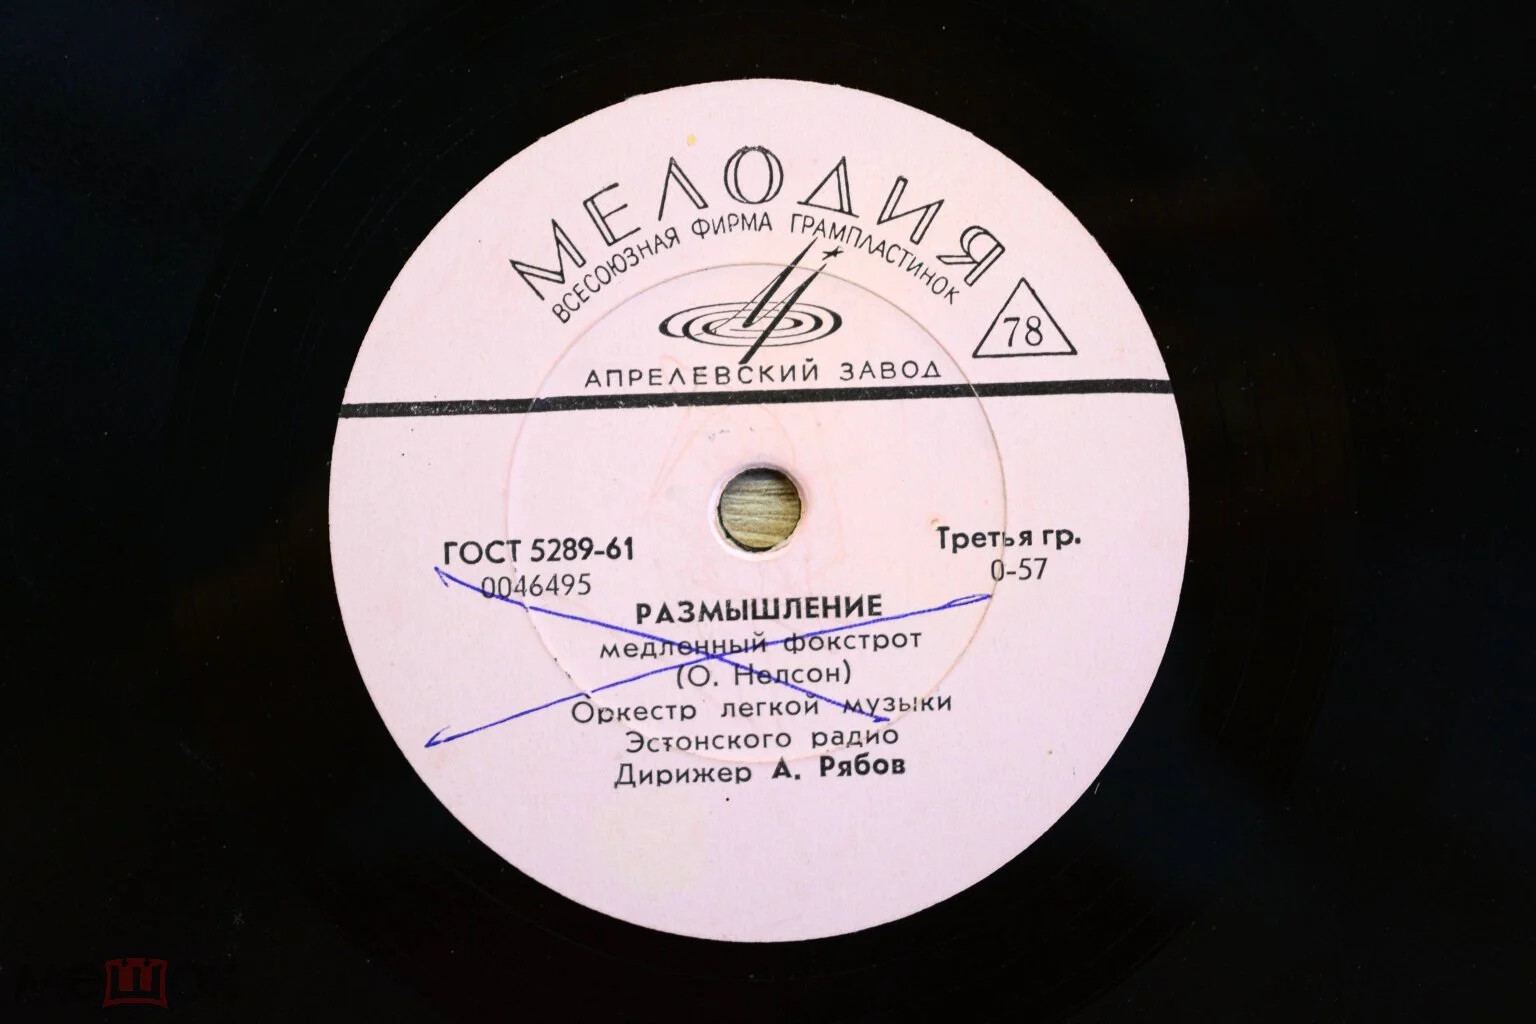 МЕЛОДИЯ
ВСЕСОЮЗНАЯ ФИРМА ГРАМПЛАСТИНОК
78
АПРЕЛЕВСКИЙ ЗАВОД
ГОСТ 5289-61
0046495
Третья гр.
0-57
РАЗМЫШЛЕНИЕ
медленный фокстрот
(О. Нелсон)
Оркестр легкой музыки
Эстонского радио
Дирижер А. Рябов
мешок